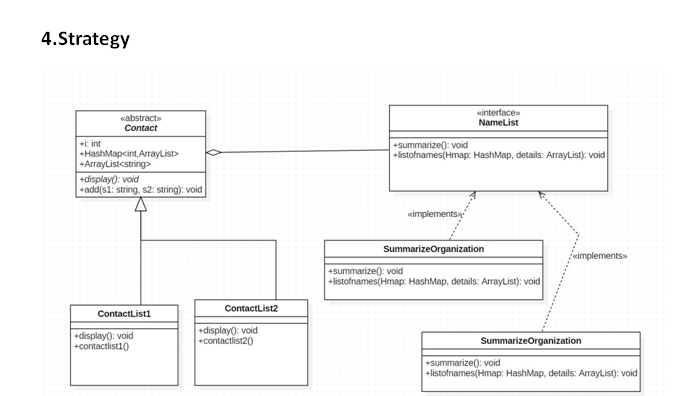 4.Strategy
«abstract»
Contact
+i: int
+HashMap<int,ArrayList>
+ArrayList<string>
+display(): void
+add(s1: string, s2: string): void
«interface»
NameList
+summarize(): void
+listofnames(Hmap: HashMap, details: ArrayList): void
«implements»
SummarizeOrganization
+summarize(): void
+listofnames(Hmap: HashMap, details: ArrayList): void
«implements»
ContactList1
+display(): void
+contactlist1()
ContactList2
+display(): void
+contactlist2()
SummarizeOrganization
+summarize(): void
+listofnames(Hmap: HashMap, details: ArrayList): void